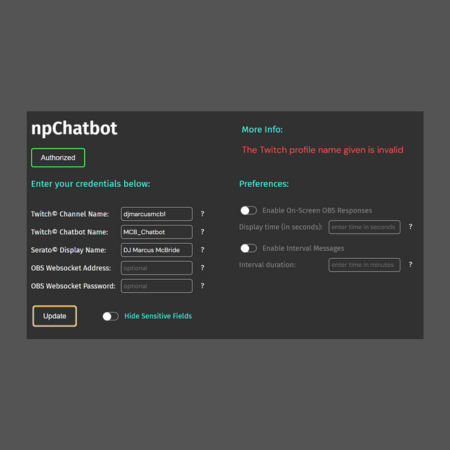 npChatbot
Authorized
More Info:
The Twitch profile name given is invalid
Enter your credentials below:
Twitch© Channel Name: djmarcusmcb1 ?
Twitch© Chatbot Name: MCB_Chatbot ?
Serato© Display Name: DJ Marcus McBride ?
OBS Websocket Address: optional ?
OBS Websocket Password: optional ?
Update
Hide Sensitive Fields
Preferences:
Enable On-Screen OBS Responses
Display time (in seconds): enter time in seconds ?
Enable Interval Messages
Interval duration: enter time in minutes ?